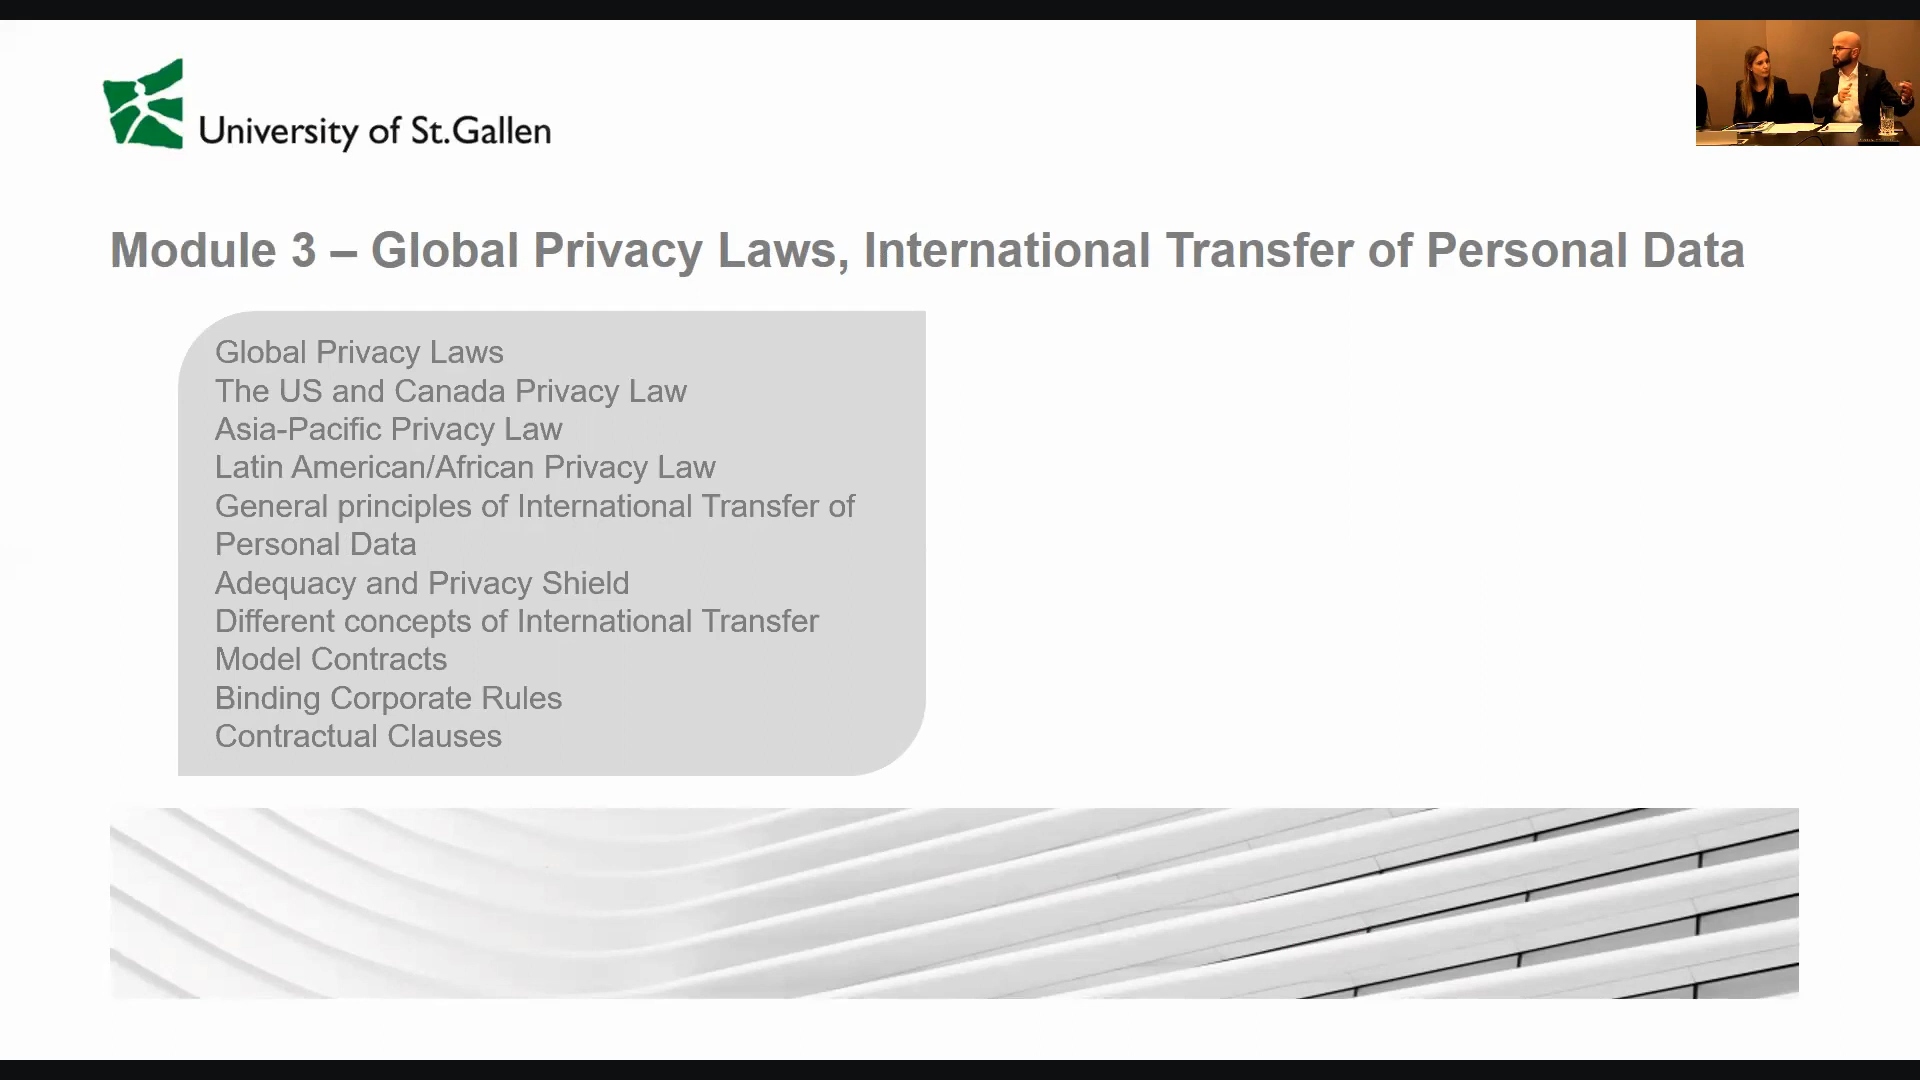 University of St.Gallen
Module 3 – Global Privacy Laws, International Transfer of Personal Data
Global Privacy Laws
The US and Canada Privacy Law
Asia-Pacific Privacy Law
Latin American/African Privacy Law
General principles of International Transfer of
Personal Data
Adequacy and Privacy Shield
Different concepts of International Transfer
Model Contracts
Binding Corporate Rules
Contractual Clauses